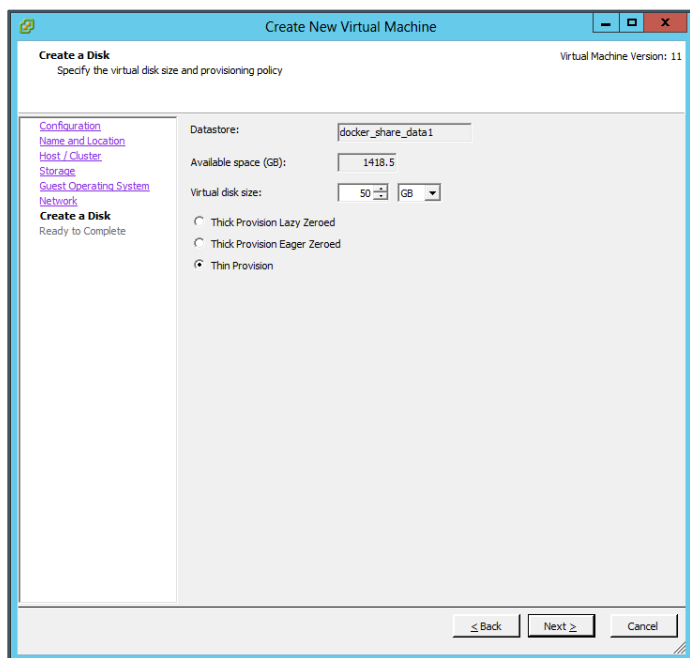 Create New Virtual Machine
Create a Disk
Specify the virtual disk size and provisioning policy
Virtual Machine Version: 11
Configuration
Name and Location
Host / Cluster
Storage
Guest Operating System
Network
Create a Disk
Ready to Complete
Datastore: docker_share_data1
Available space (GB): 1418.5
Virtual disk size: 50 GB
Thick Provision Lazy Zeroed
Thick Provision Eager Zeroed
Thin Provision
< Back Next > Cancel